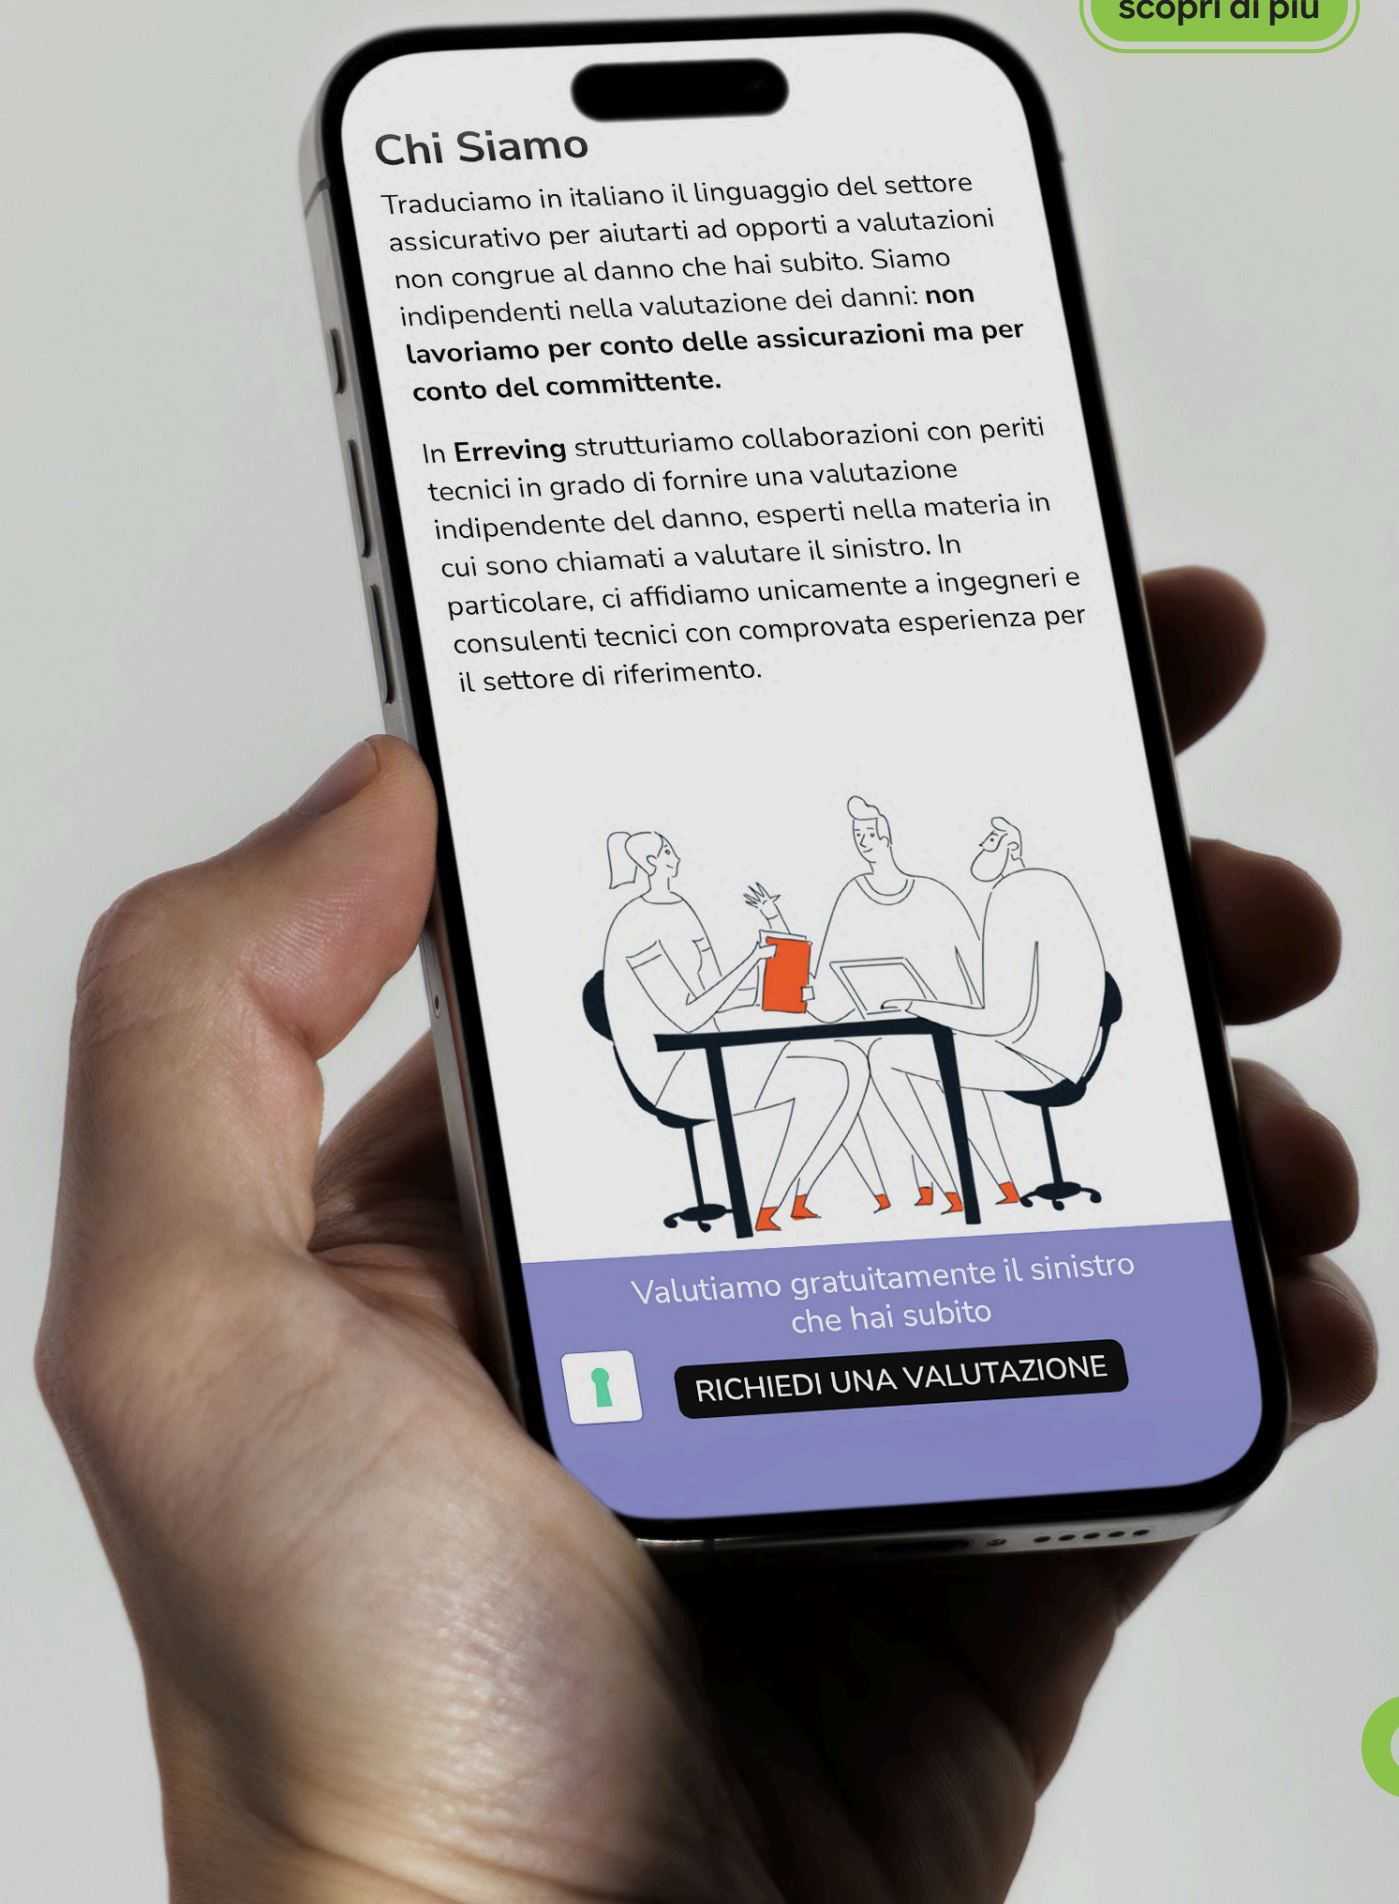 scopri di più
Chi Siamo
Traduciamo in italiano il linguaggio del settore
assicurativo per aiutarti ad opporti a valutazioni
non congrue al danno che hai subito. Siamo
indipendenti nella valutazione dei danni: non
lavoriamo per conto delle assicurazioni ma per
conto del committente.
In Erreving strutturiamo collaborazioni con periti
tecnici in grado di fornire una valutazione
indipendente del danno, esperti nella materia in
cui sono chiamati a valutare il sinistro. In
particolare, ci affidiamo unicamente a ingegneri e
consulenti tecnici con comprovata esperienza per
il settore di riferimento.
Valutiamo gratuitamente il sinistro
che hai subito
RICHIEDI UNA VALUTAZIONE